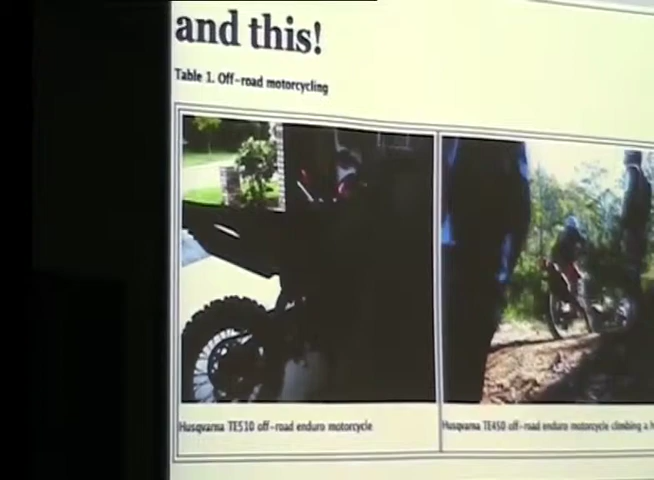 and this!
Table 1. Off-road motorcycling
Husqvarna TE510 off-road enduro motorcycle
Husqvarna TE450 off-road enduro motorcycle climbing a